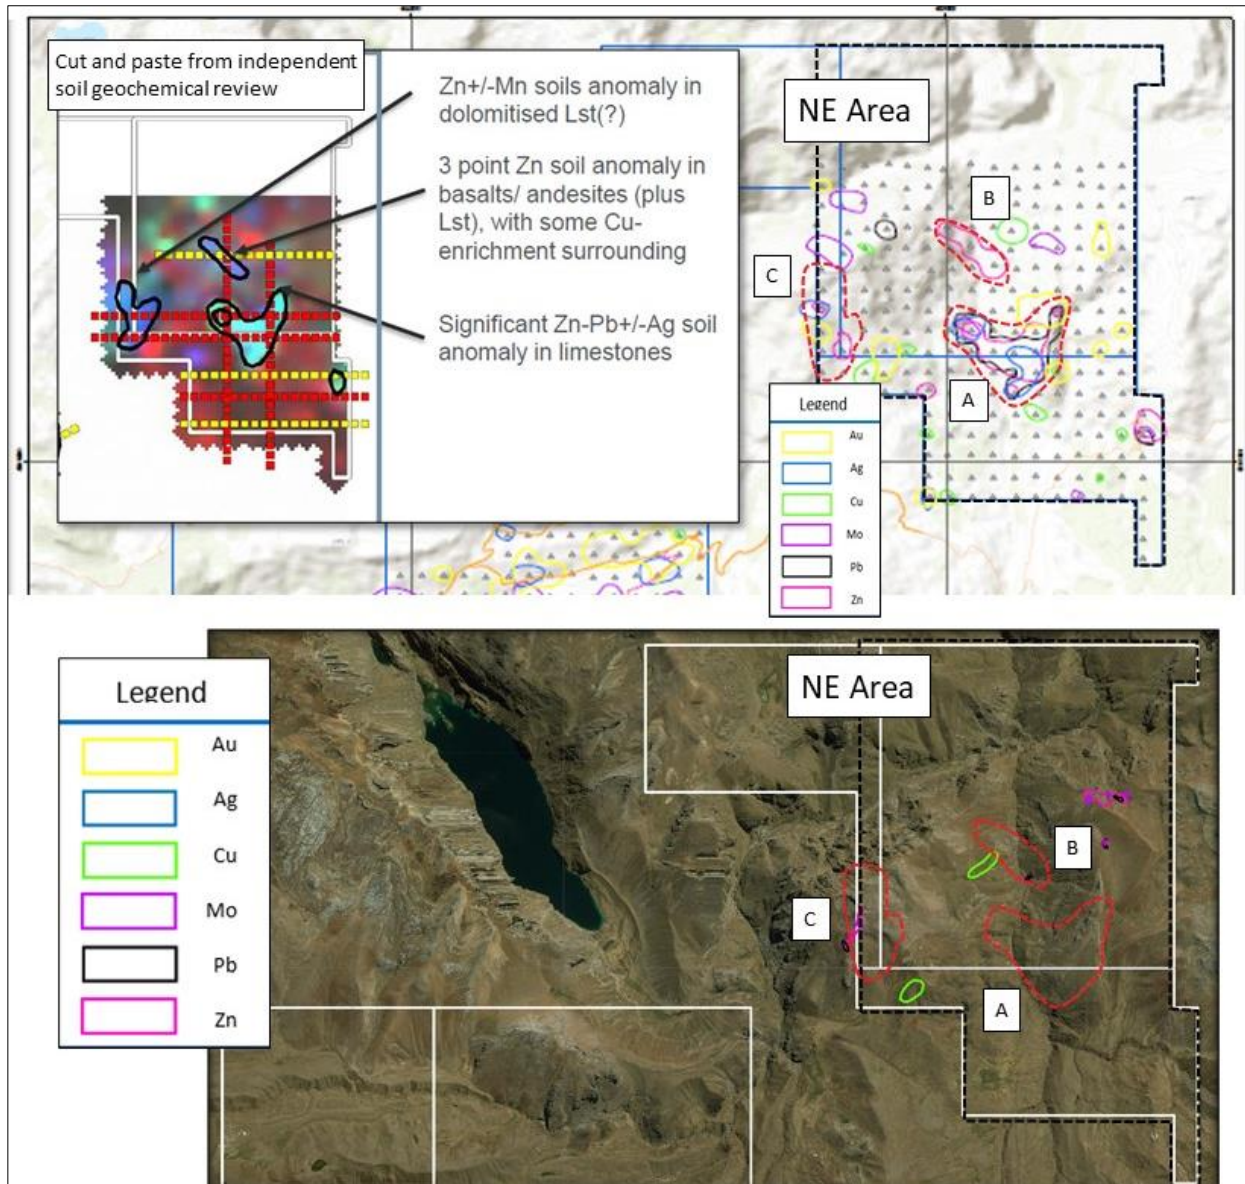 Cut and paste from independent
soil geochemical review
Zn+/-Mn soils anomaly in
dolomitised Lst(?)
3 point Zn soil anomaly in
basalts/ andesites (plus
Lst), with some Cu-
enrichment surrounding
Significant Zn-Pb+/-Ag soil
anomaly in limestones
NE Area
B
C
A
Legend
Au
Ag
Cu
Mo
Pb
Zn
NE Area
Legend
Au
Ag
Cu
Mo
Pb
Zn
B
C
A